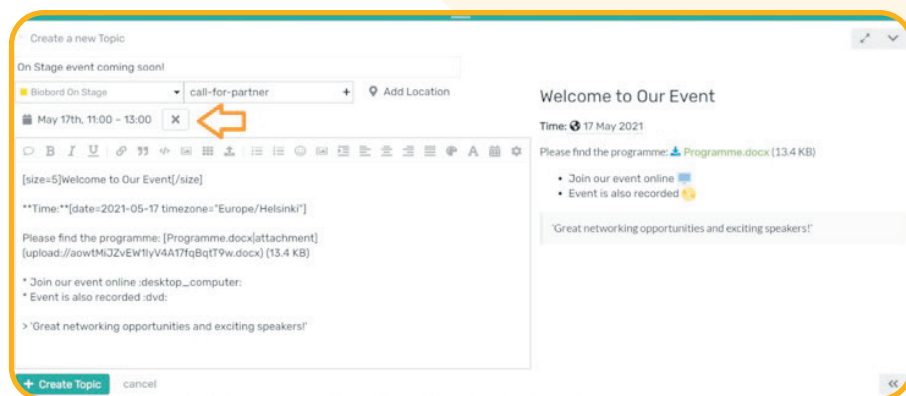 Create a new Topic
On Stage event coming soon!
Biobord On Stage
call-for-partner
+
Add Location
May 17th, 11:00 - 13:00
X
B I U
A
[size=5]Welcome to Our Event[/size]
**Time:**[date=2021-05-17 timezone="Europe/Helsinki"]
Please find the programme: [Programme.docx|attachment]
(upload://aowtMiJZvEW1IyV4A17fqBqtT9w.docx) (13.4 KB)
* Join our event online :desktop_computer:
* Event is also recorded :dvd:
> 'Great networking opportunities and exciting speakers!'
+ Create Topic cancel
Welcome to Our Event
Time: 17 May 2021
Please find the programme: Programme.docx (13.4 KB)
• Join our event online
• Event is also recorded
'Great networking opportunities and exciting speakers!'